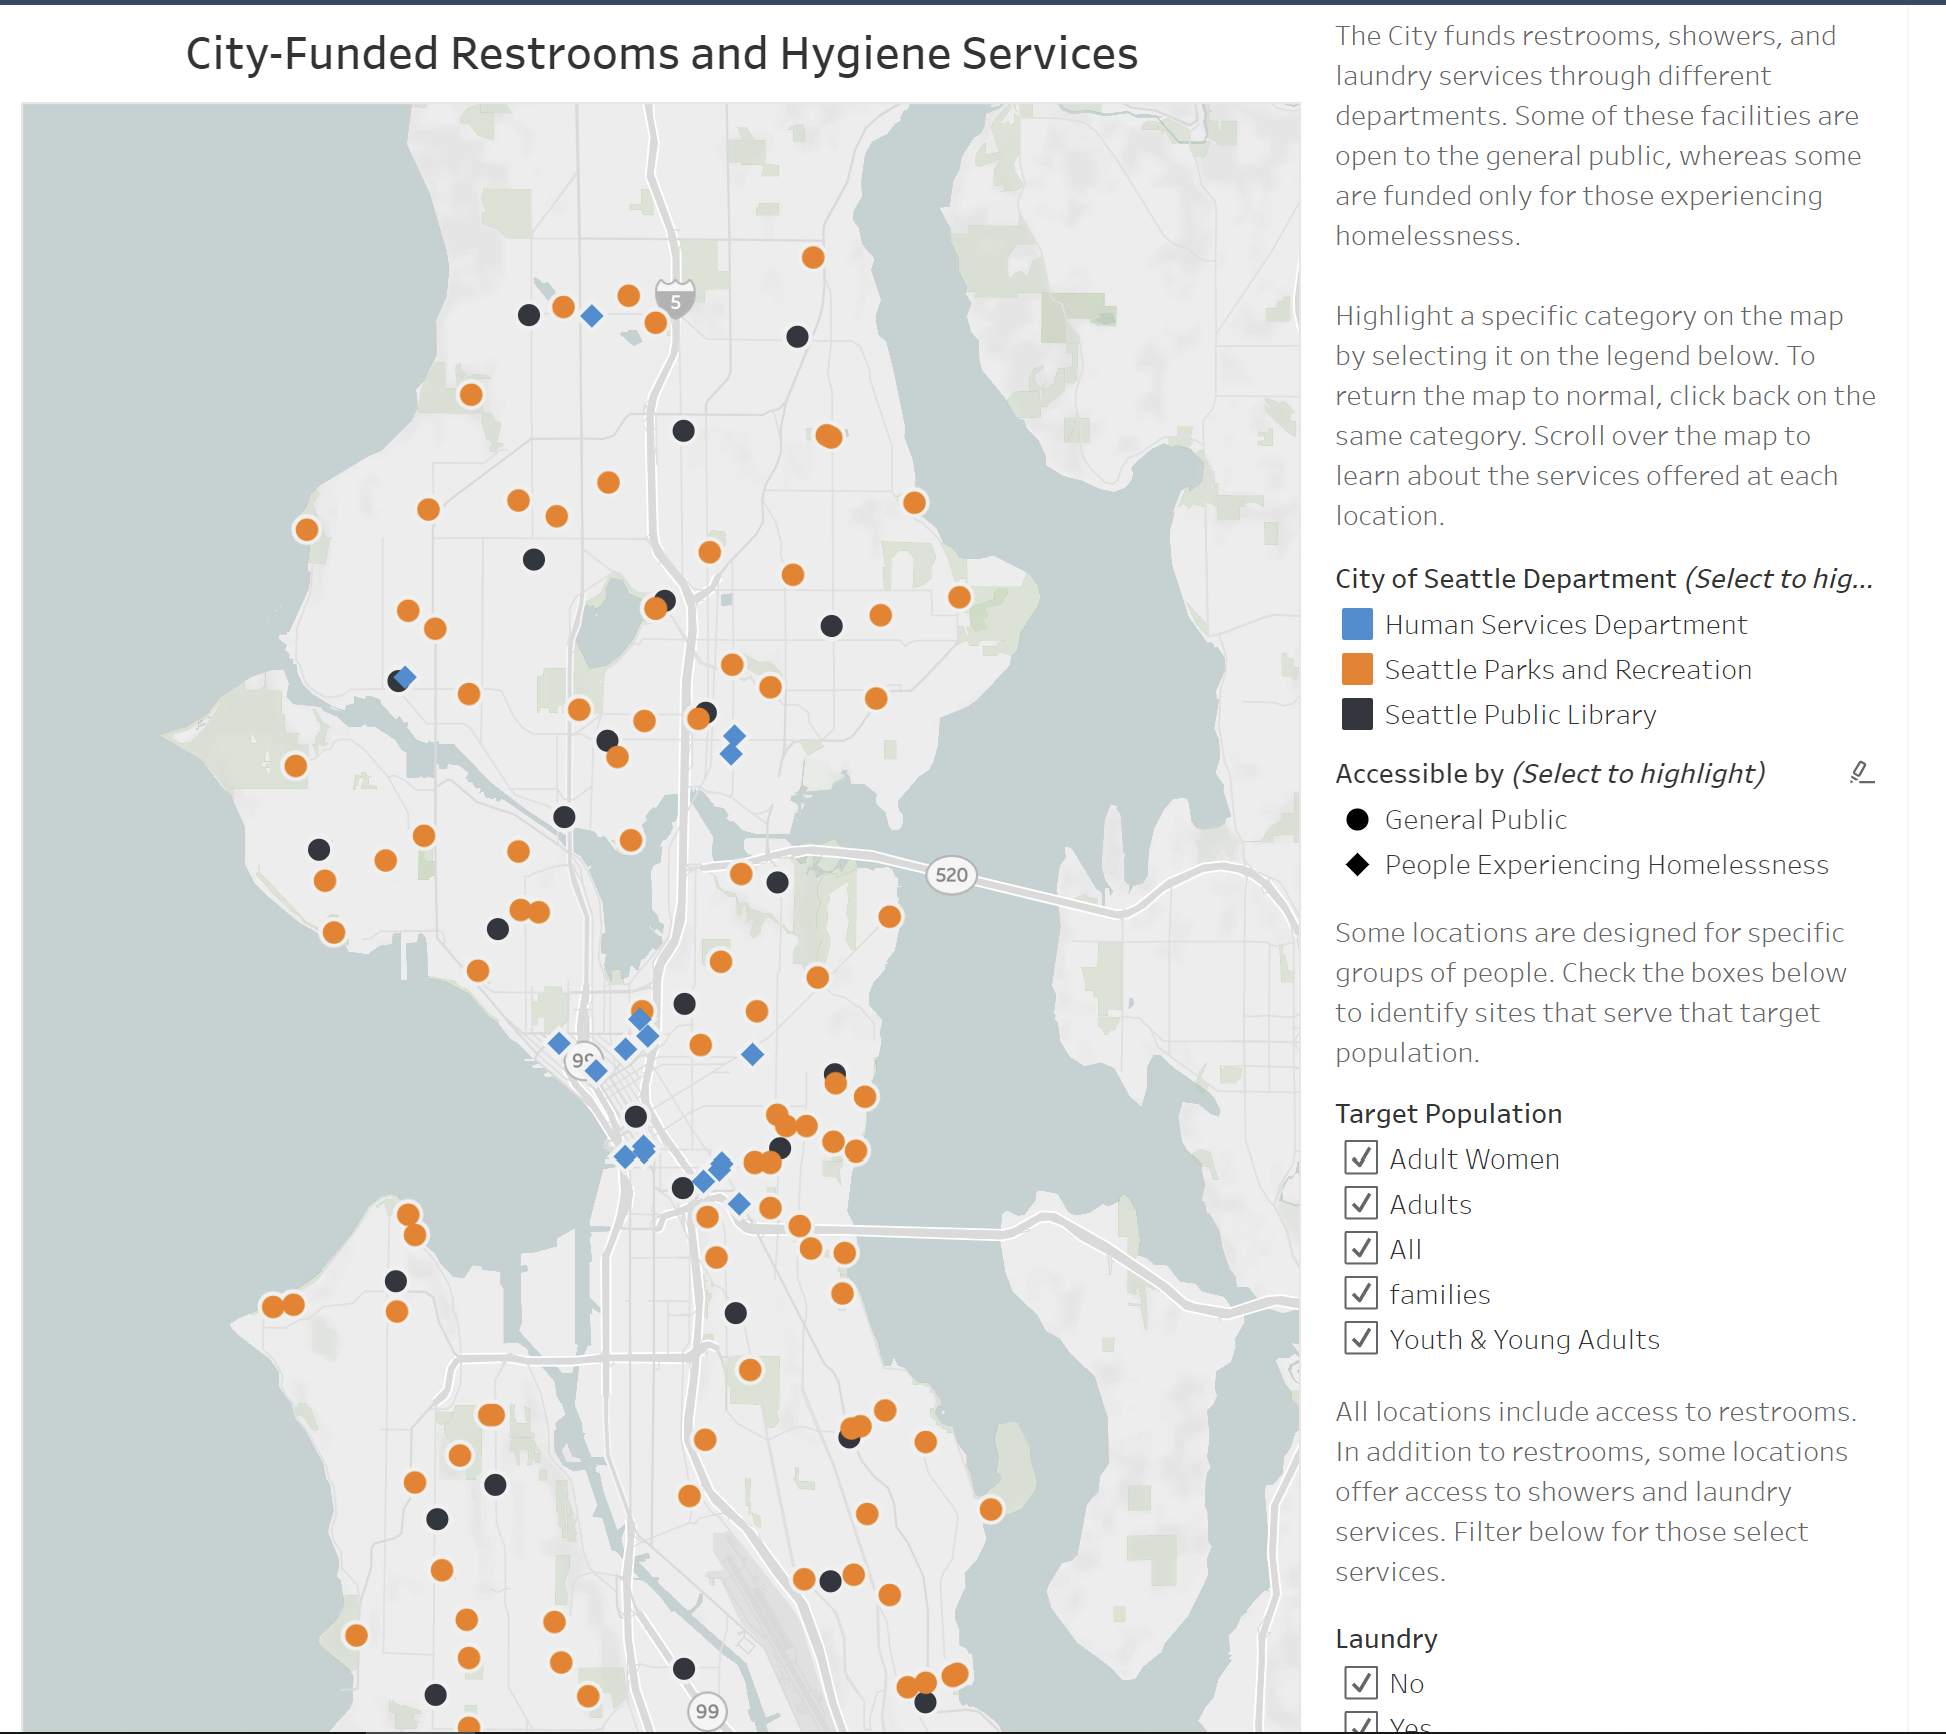 City-Funded Restrooms and Hygiene Services
5
520
99
99
The City funds restrooms, showers, and
laundry services through different
departments. Some of these facilities are
open to the general public, whereas some
are funded only for those experiencing
homelessness.
Highlight a specific category on the map
by selecting it on the legend below. To
return the map to normal, click back on the
same category. Scroll over the map to
learn about the services offered at each
location.
City of Seattle Department (Select to hig...
Human Services Department
Seattle Parks and Recreation
Seattle Public Library
Accessible by (Select to highlight)
General Public
People Experiencing Homelessness
Some locations are designed for specific
groups of people. Check the boxes below
to identify sites that serve that target
population.
Target Population
Adult Women
Adults
All
families
Youth & Young Adults
All locations include access to restrooms.
In addition to restrooms, some locations
offer access to showers and laundry
services. Filter below for those select
services.
Laundry
No
Yes